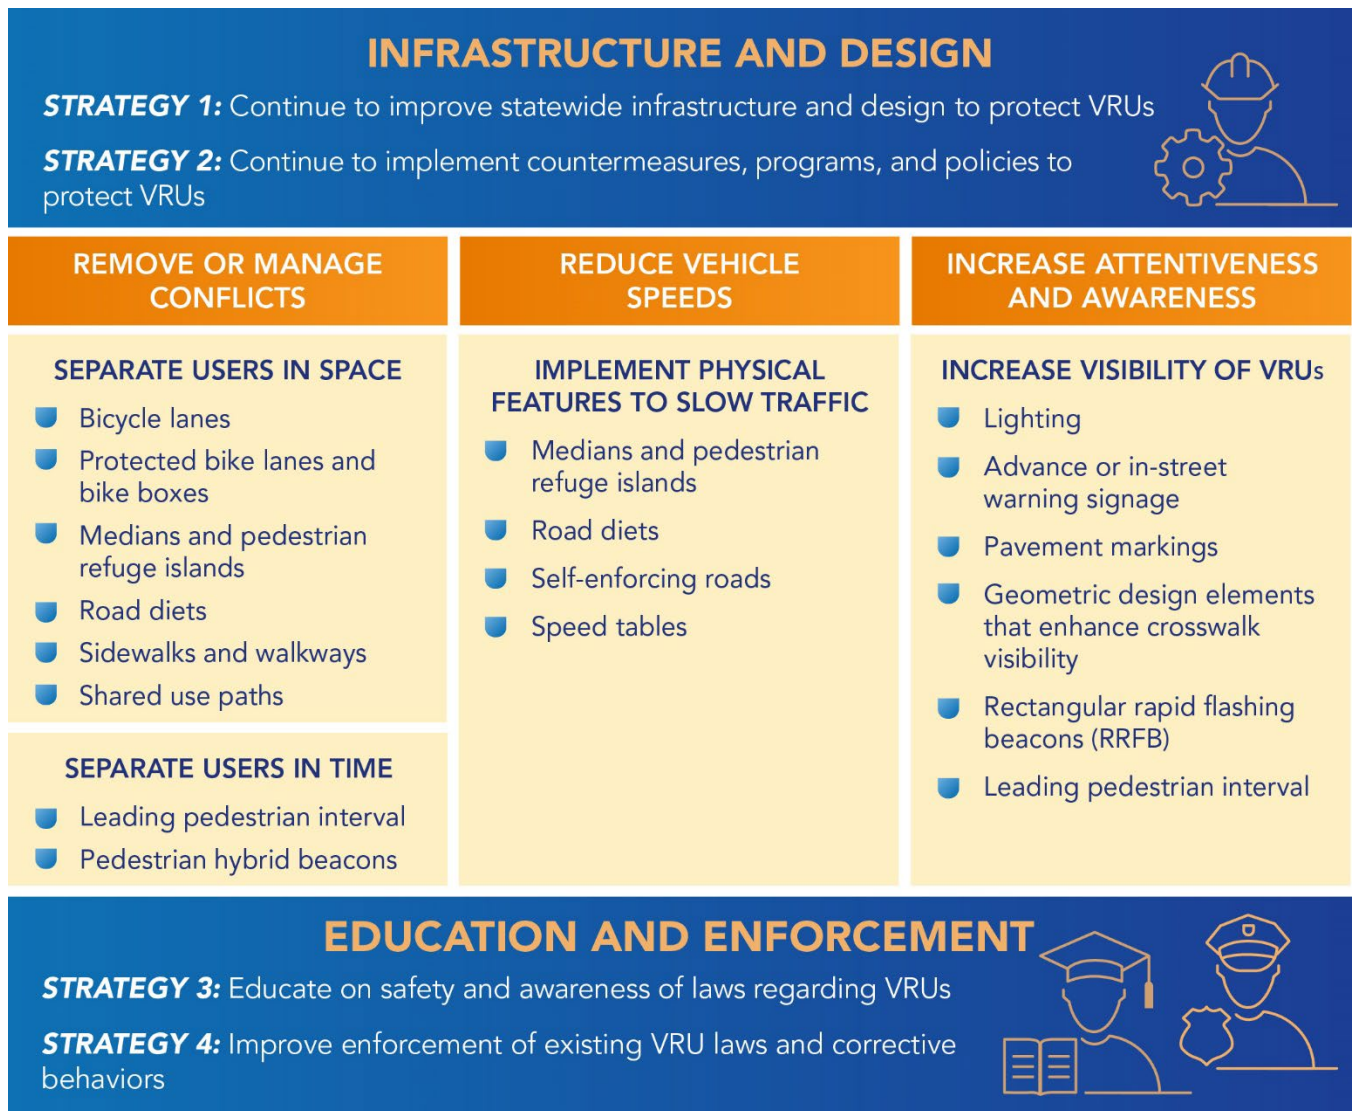 INFRASTRUCTURE AND DESIGN
STRATEGY 1: Continue to improve statewide infrastructure and design to protect VRUs
STRATEGY 2: Continue to implement countermeasures, programs, and policies to
protect VRUs
REMOVE OR MANAGE
CONFLICTS
SEPARATE USERS IN SPACE
Bicycle lanes
Protected bike lanes and
bike boxes
Medians and pedestrian
refuge islands
Road diets
Sidewalks and walkways
Shared use paths
SEPARATE USERS IN TIME
Leading pedestrian interval
Pedestrian hybrid beacons
REDUCE VEHICLE
SPEEDS
IMPLEMENT PHYSICAL
FEATURES TO SLOW TRAFFIC
Medians and pedestrian
refuge islands
Road diets
Self-enforcing roads
Speed tables
INCREASE ATTENTIVENESS
AND AWARENESS
INCREASE VISIBILITY OF VRUs
Lighting
Advance or in-street
warning signage
Pavement markings
Geometric design elements
that enhance crosswalk
visibility
Rectangular rapid flashing
beacons (RRFB)
Leading pedestrian interval
EDUCATION AND ENFORCEMENT
STRATEGY 3: Educate on safety and awareness of laws regarding VRUs
STRATEGY 4: Improve enforcement of existing VRU laws and corrective
behaviors